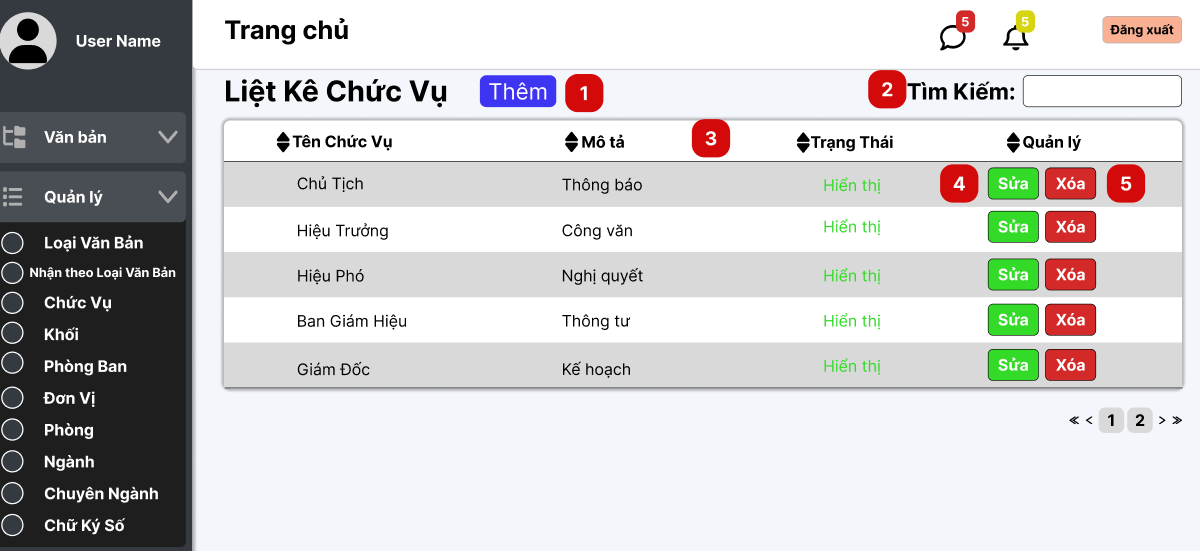 User Name
Trang chủ
5
5
Đăng xuất
Văn bản
Quản lý
Loại Văn Bản
Nhận theo Loại Văn Bản
Chức Vụ
Khối
Phòng Ban
Đơn Vị
Phòng
Ngành
Chuyên Ngành
Chữ Ký Số
Liệt Kê Chức Vụ
Thêm
1
2
Tìm Kiếm:
Tên Chức Vụ Mô tả 3 Trạng Thái Quản lý
Chủ Tịch Thông báo Hiển thị 4 Sửa Xóa 5
Hiệu Trưởng Công văn Hiển thị Sửa Xóa
Hiệu Phó Nghị quyết Hiển thị Sửa Xóa
Ban Giám Hiệu Thông tư Hiển thị Sửa Xóa
Giám Đốc Kế hoạch Hiển thị Sửa Xóa
« < 1 2 > »